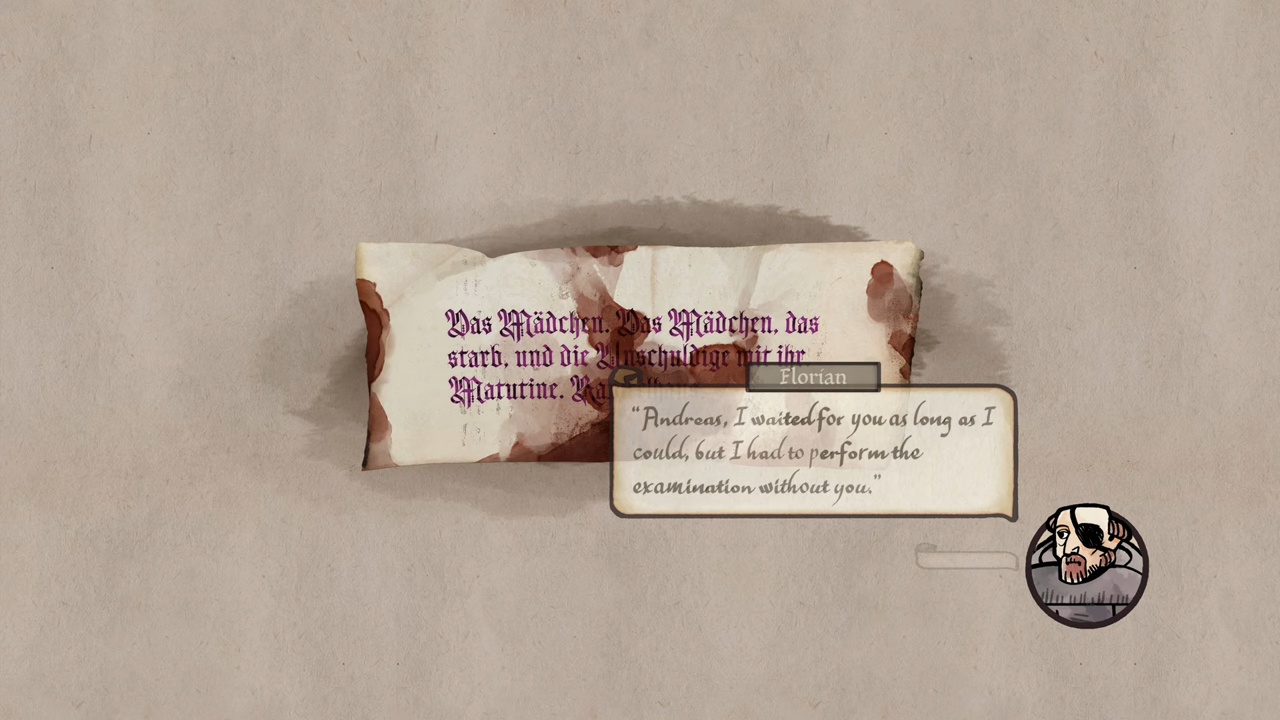 Das Mädchen. Das Mädchen, das
starb, und die Unschuldige mit ihr.
Matutine.
Florian
“Andreas, I waited for you as long as I
could, but I had to perform the
examination without you.”